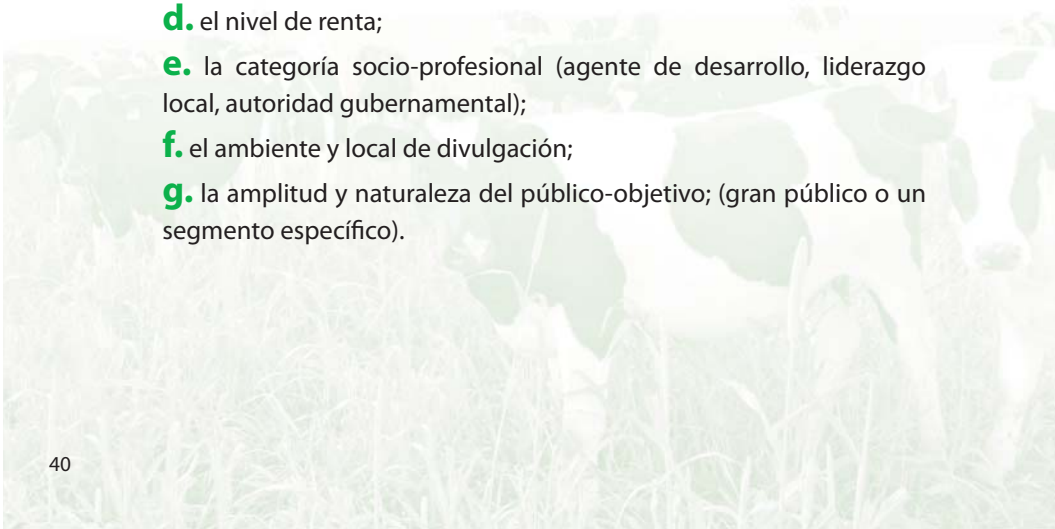 d. el nivel de renta;
e. la categoría socio-profesional (agente de desarrollo, liderazgo
local, autoridad gubernamental);
f. el ambiente y local de divulgación;
g. la amplitud y naturaleza del público-objetivo; (gran público o un
segmento específico).
40